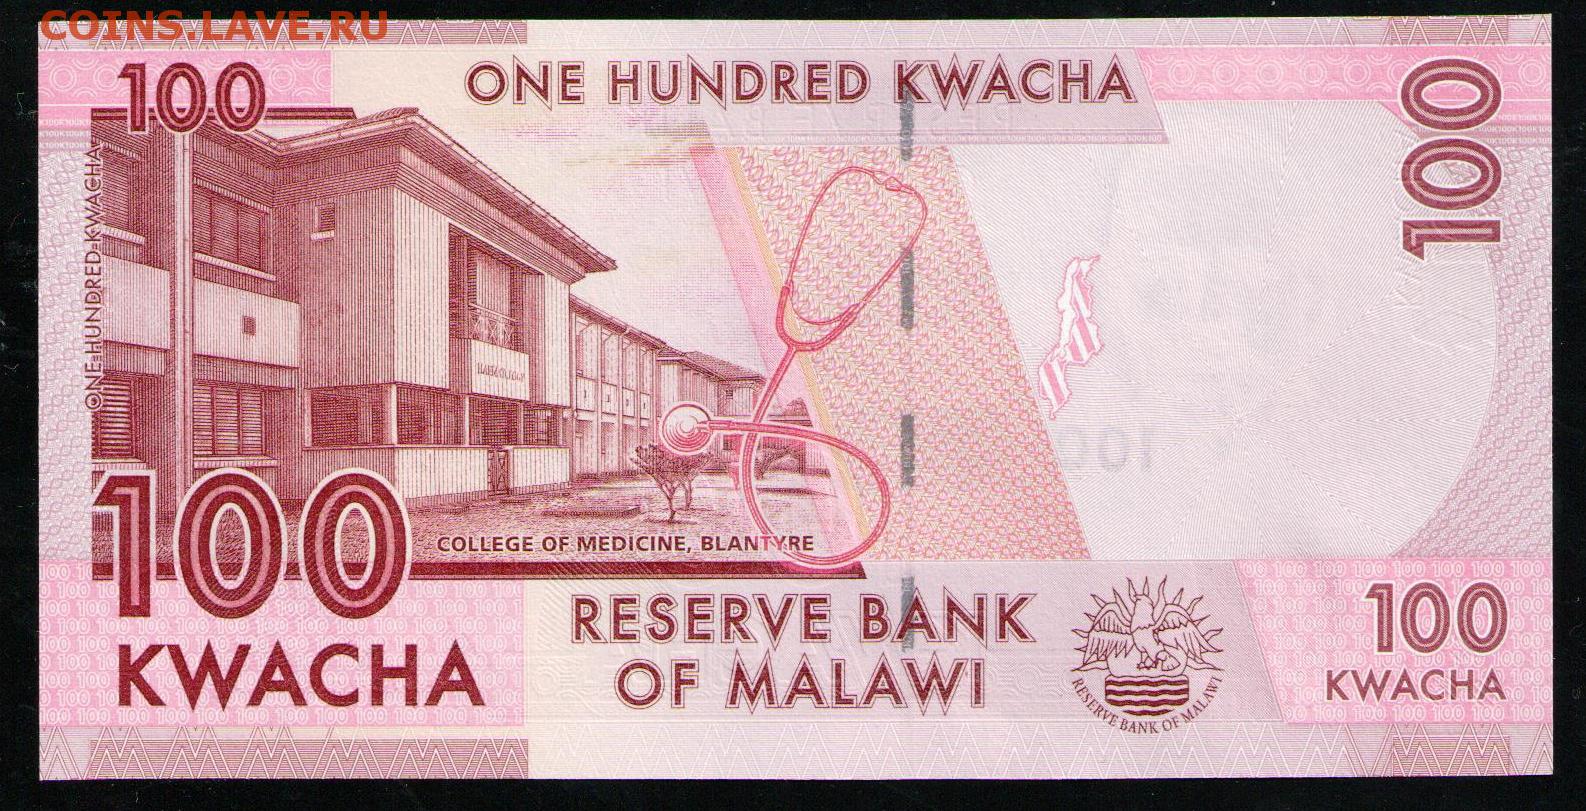 COINS.LAVE.RU
100
ONE HUNDRED KWACHA
100
ONE HUNDRED KWACHA
COLLEGE OF MEDICINE, BLANTYRE
100
KWACHA
RESERVE BANK
OF MALAWI
RESERVE BANK OF MALAWI
100
KWACHA